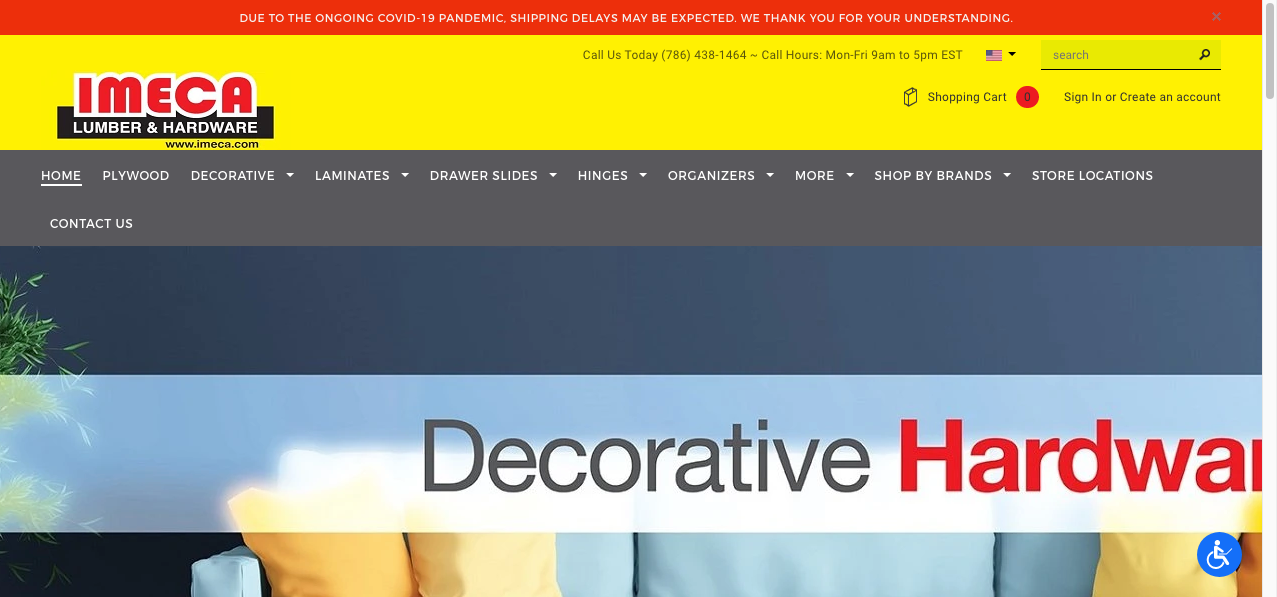 DUE TO THE ONGOING COVID-19 PANDEMIC, SHIPPING DELAYS MAY BE EXPECTED. WE THANK YOU FOR YOUR UNDERSTANDING.
Call Us Today (786) 438-1464 ~ Call Hours: Mon-Fri 9am to 5pm EST
search
IMECA
LUMBER & HARDWARE
www.imeca.com
Shopping Cart 0 Sign In or Create an account
HOME PLYWOOD DECORATIVE LAMINATES DRAWER SLIDES HINGES ORGANIZERS MORE SHOP BY BRANDS STORE LOCATIONS
CONTACT US
Decorative Hardwar